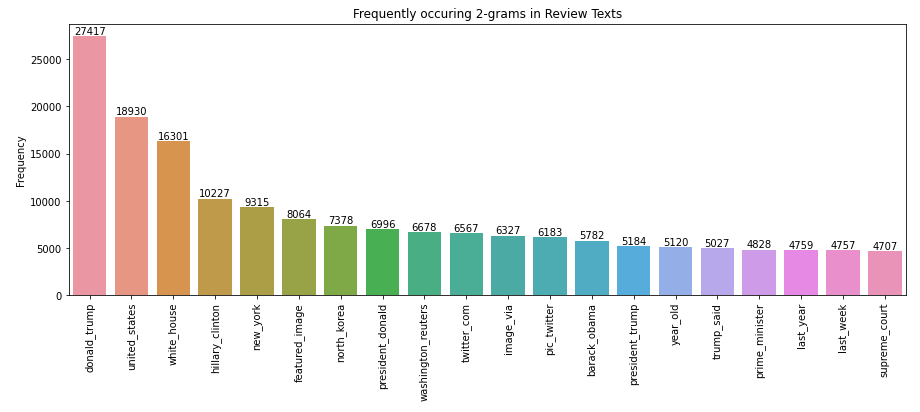 Frequently occuring 2-grams in Review Texts
Frequency
25000
20000
15000
10000
5000
0
27417
18930
16301
10227
9315
8064
7378
6996
6678
6567
6327
6183
5782
5184
5120
5027
4828
4759
4757
4707
donald_trump
united_states
white_house
hillary_clinton
new_york
featured_image
north_korea
president_donald
washington_reuters
twitter_com
image_via
pic_twitter
barack_obama
president_trump
year_old
trump_said
prime_minister
last_year
last_week
supreme_court